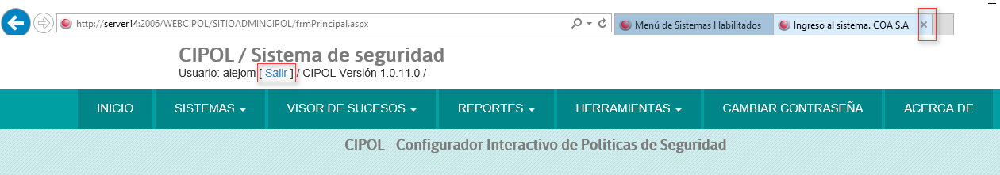 http://server14:2006/WEBCIPOL/SITIOADMINCIPOL/frmPrincipal.aspx
Menú de Sistemas Habilitados
Ingreso al sistema. COA S.A
CIPOL / Sistema de seguridad
Usuario: alejom [ Salir ] / CIPOL Versión 1.0.11.0 /
INICIO SISTEMAS VISOR DE SUCESOS REPORTES HERRAMIENTAS CAMBIAR CONTRASEÑA ACERCA DE
CIPOL - Configurador Interactivo de Políticas de Seguridad